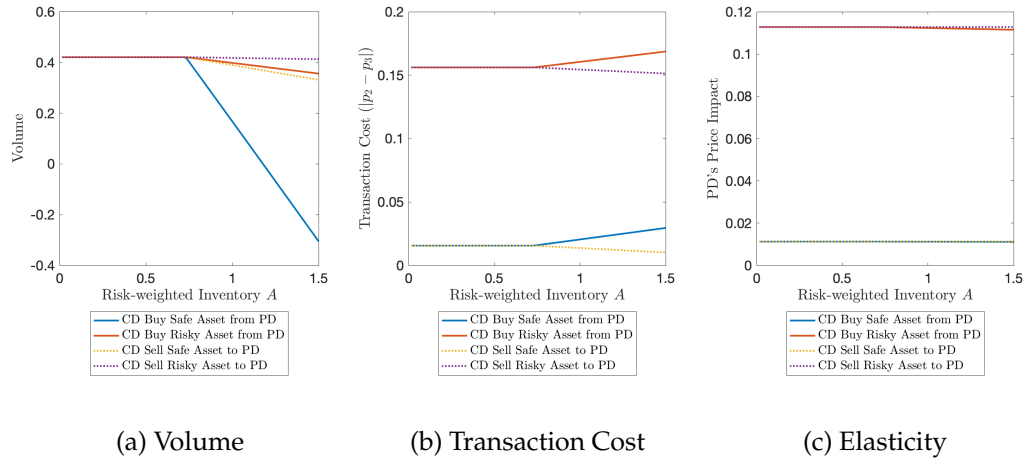 0.6
0.4
0.2
0
-0.2
-0.4
Volume
0 0.5 1 1.5
Risk-weighted Inventory A
CD Buy Safe Asset from PD
CD Buy Risky Asset from PD
CD Sell Safe Asset to PD
CD Sell Risky Asset to PD
(a) Volume
0.2
0.15
0.1
0.05
0
Transaction Cost (|p₂ − p₃|)
0 0.5 1 1.5
Risk-weighted Inventory A
CD Buy Safe Asset from PD
CD Buy Risky Asset from PD
CD Sell Safe Asset to PD
CD Sell Risky Asset to PD
(b) Transaction Cost
0.12
0.1
0.08
0.06
0.04
0.02
0
PD's Price Impact
0 0.5 1 1.5
Risk-weighted Inventory A
CD Buy Safe Asset from PD
CD Buy Risky Asset from PD
CD Sell Safe Asset to PD
CD Sell Risky Asset to PD
(c) Elasticity